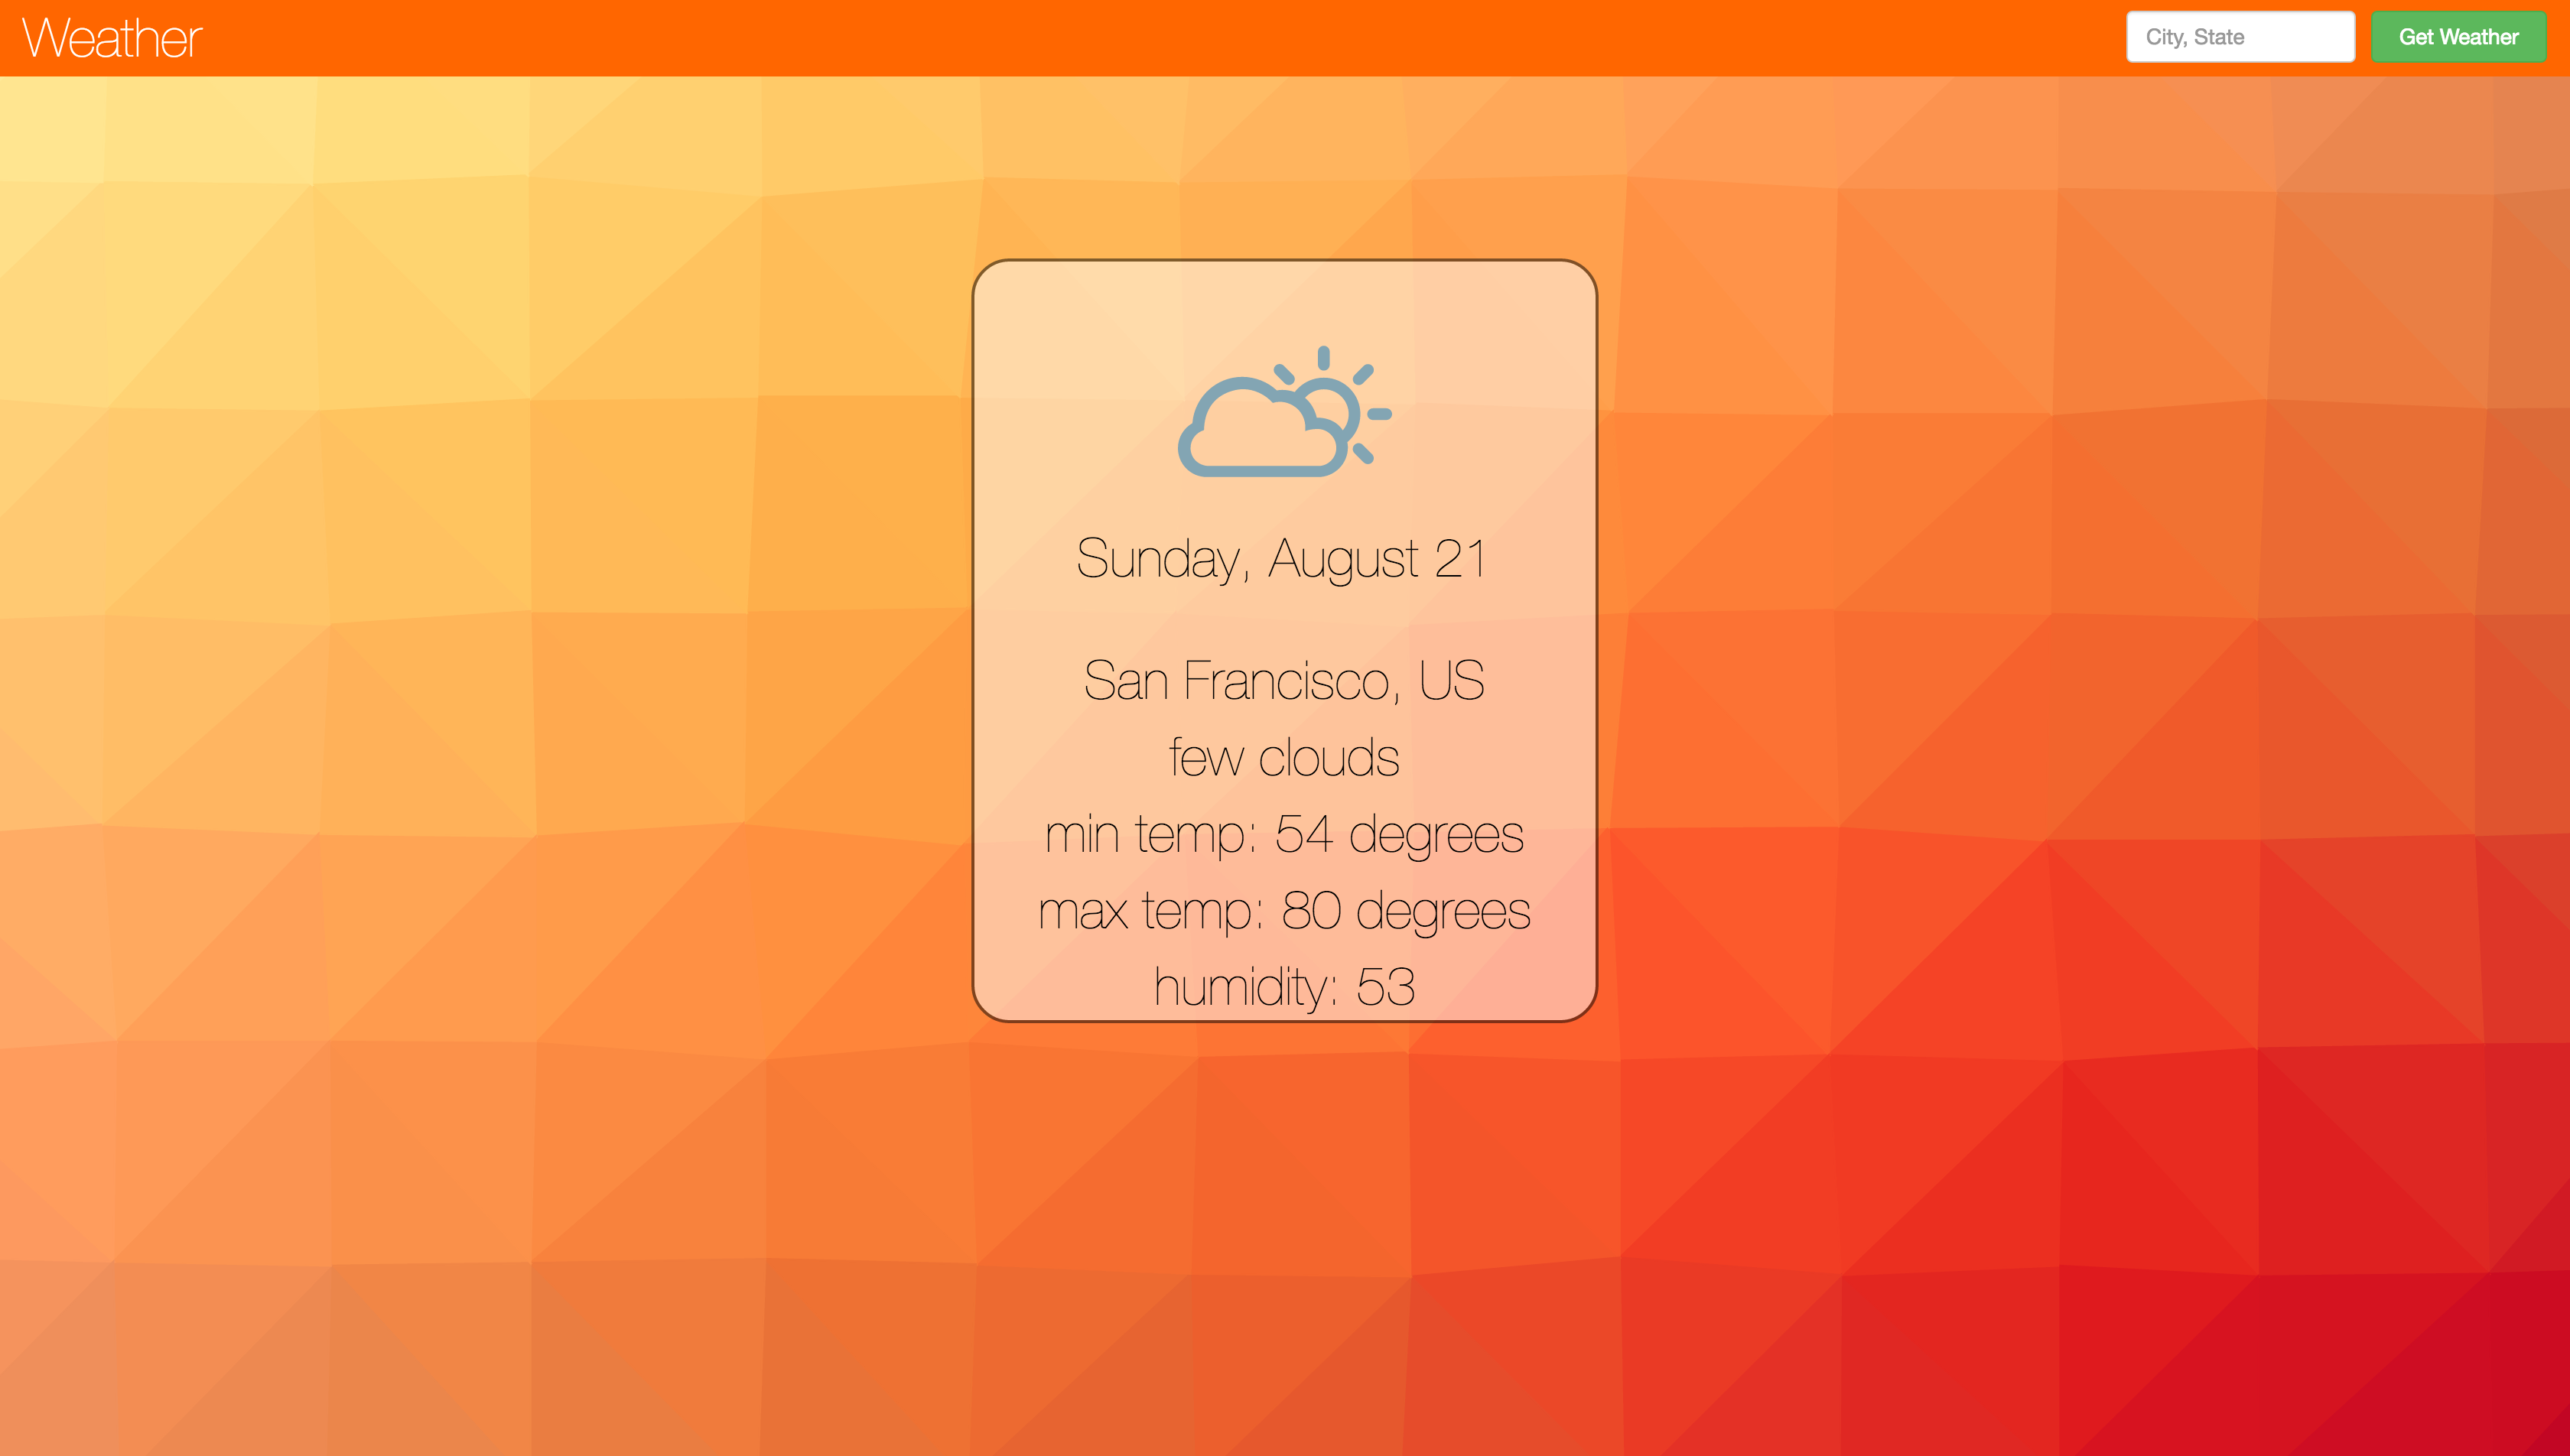 Weather
City, State
Get Weather
Sunday, August 21
San Francisco, US
few clouds
min temp: 54 degrees
max temp: 80 degrees
humidity: 53